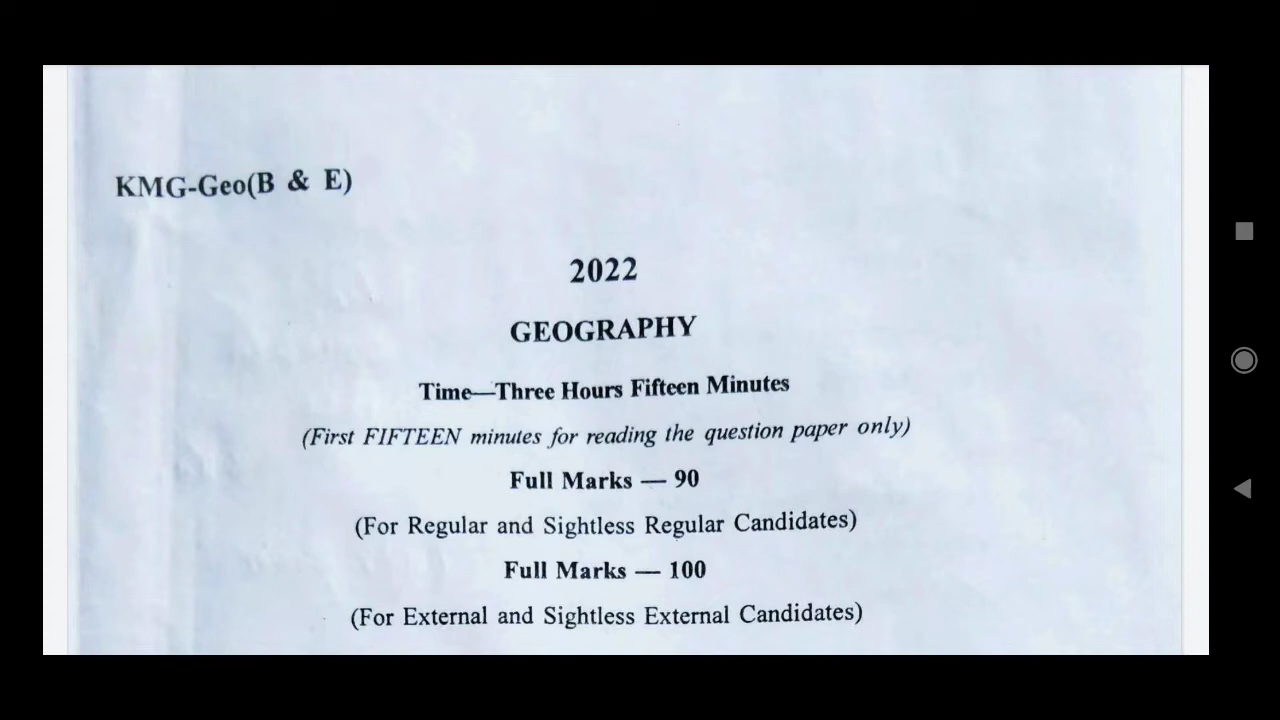 KMG-Geo(B & E)
2022
GEOGRAPHY
Time—Three Hours Fifteen Minutes
(First FIFTEEN minutes for reading the question paper only)
Full Marks — 90
(For Regular and Sightless Regular Candidates)
Full Marks — 100
(For External and Sightless External Candidates)